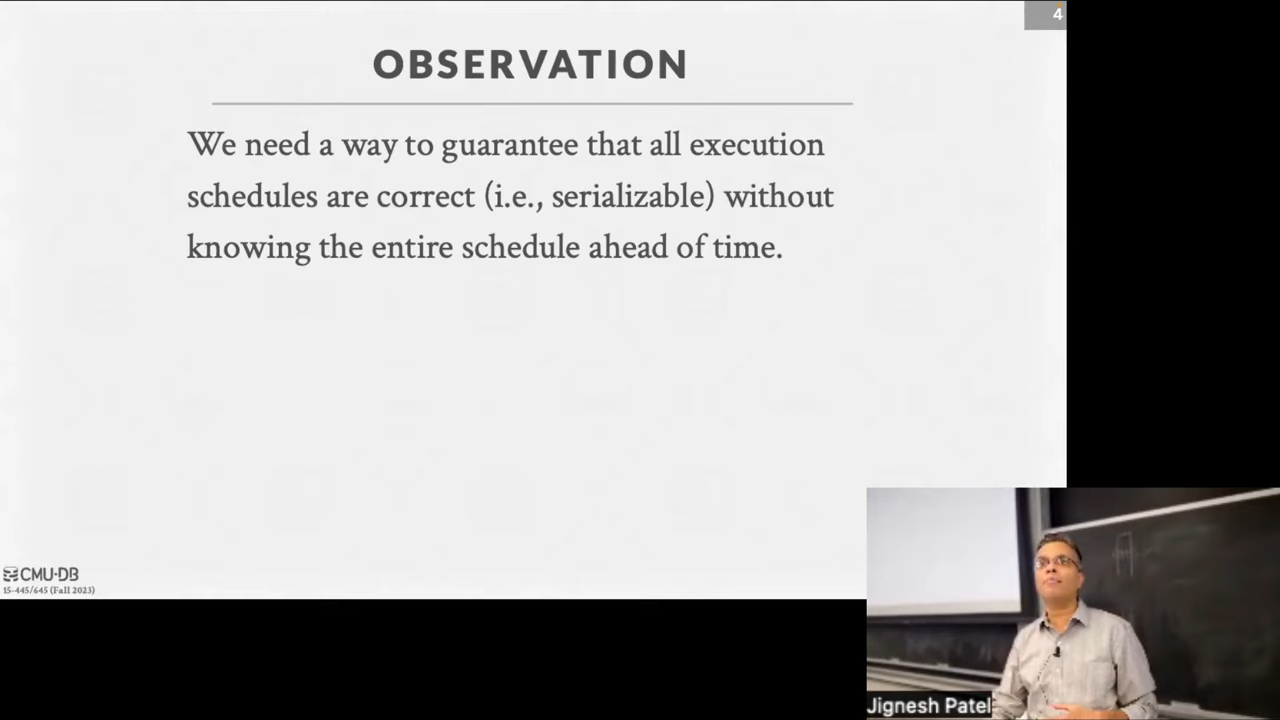 4
OBSERVATION
We need a way to guarantee that all execution
schedules are correct (i.e., serializable) without
knowing the entire schedule ahead of time.
CMU·DB
15-445/645 (Fall 2023)
Jignesh Patel